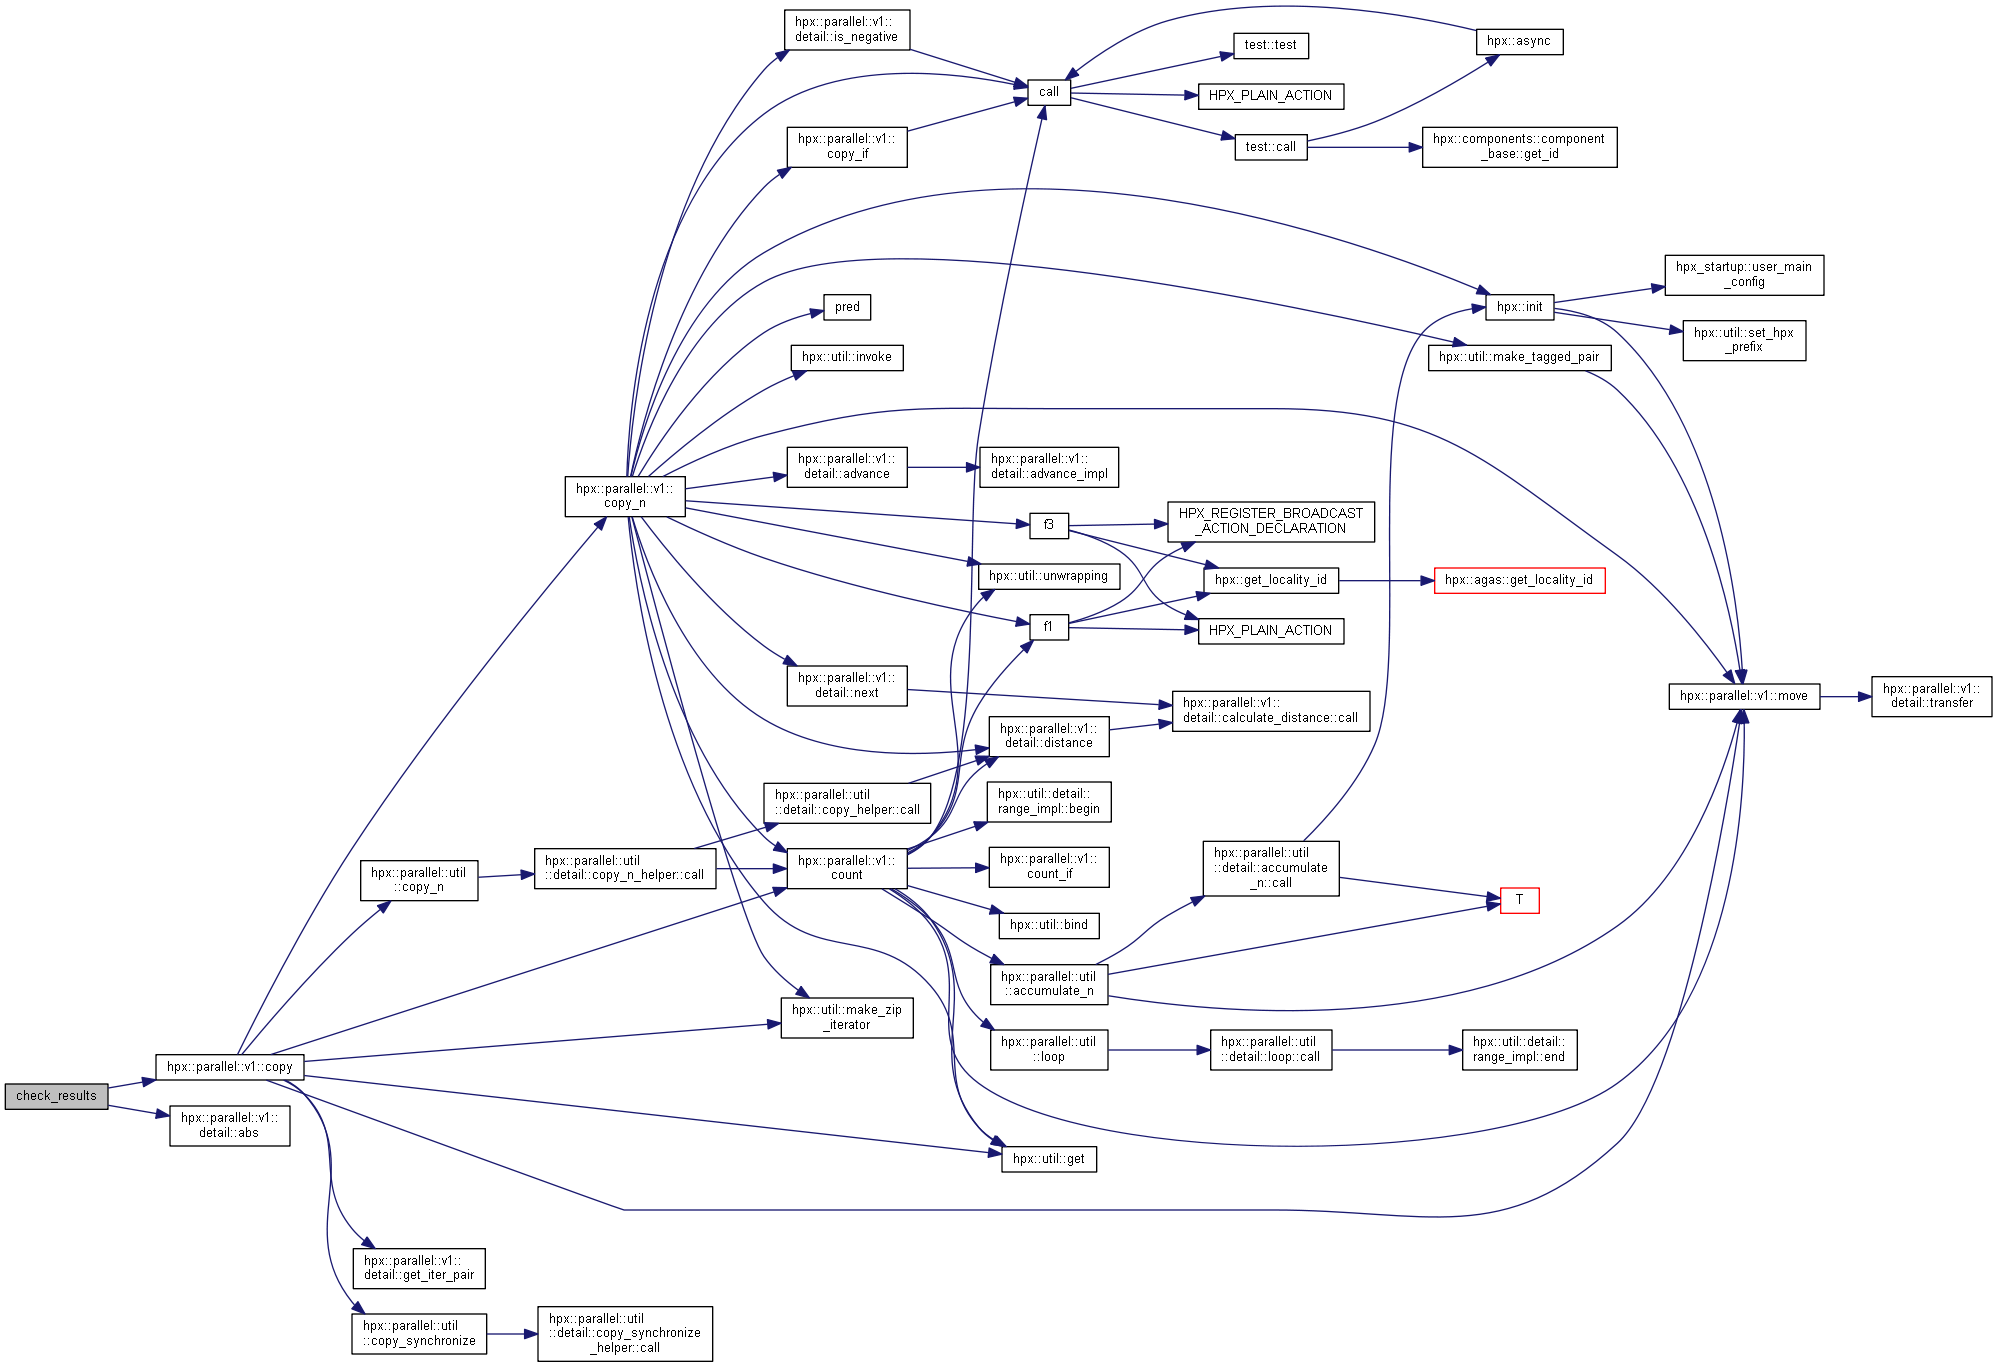 hpx::parallel::v1::
detail::is_negative
hpx::async
test::test
call
HPX_PLAIN_ACTION
hpx::parallel::v1::
copy_if
test::call
hpx::components::component
_base::get_id
hpx_startup::user_main
_config
pred
hpx::init
hpx::util::set_hpx
_prefix
hpx::util::invoke
hpx::util::make_tagged_pair
hpx::parallel::v1::
detail::advance
hpx::parallel::v1::
detail::advance_impl
hpx::parallel::v1::
copy_n
f3
HPX_REGISTER_BROADCAST
_ACTION_DECLARATION
hpx::util::unwrapping
hpx::get_locality_id
hpx::agas::get_locality_id
f1
HPX_PLAIN_ACTION
hpx::parallel::v1::
detail::next
hpx::parallel::v1::move
hpx::parallel::v1::
detail::transfer
hpx::parallel::v1::
detail::calculate_distance::call
hpx::parallel::v1::
detail::distance
hpx::parallel::util
::detail::copy_helper::call
hpx::util::detail::
range_impl::begin
hpx::parallel::util
::copy_n
hpx::parallel::util
::detail::copy_n_helper::call
hpx::parallel::v1::
count
hpx::parallel::v1::
count_if
hpx::parallel::util
::detail::accumulate
_n::call
T
hpx::util::bind
hpx::parallel::util
::accumulate_n
hpx::util::make_zip
_iterator
hpx::parallel::util
::loop
hpx::parallel::util
::detail::loop::call
hpx::util::detail::
range_impl::end
hpx::parallel::v1::copy
check_results
hpx::parallel::v1::
detail::abs
hpx::util::get
hpx::parallel::v1::
detail::get_iter_pair
hpx::parallel::util
::copy_synchronize
hpx::parallel::util
::detail::copy_synchronize
_helper::call